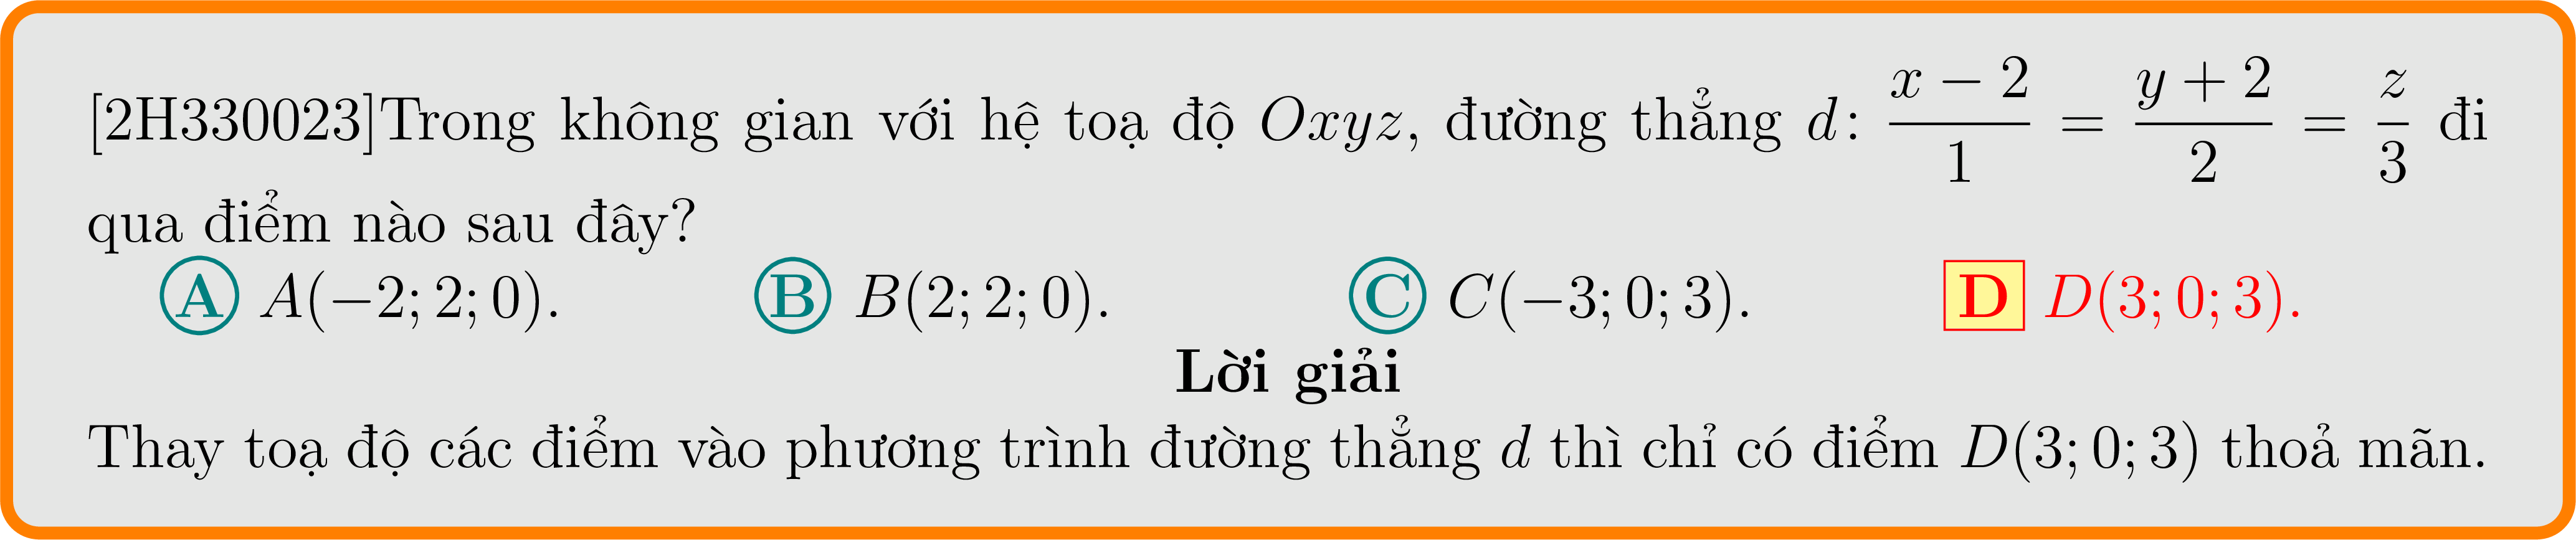 [2H330023]Trong không gian với hệ toạ độ Oxyz, đường thẳng d: \frac{x − 2}{1} = \frac{y + 2}{2} = \frac{z}{3} đi
qua điểm nào sau đây?
A A(−2; 2; 0). B B(2; 2; 0). C C(−3; 0; 3). D D(3; 0; 3).
Lời giải
Thay toạ độ các điểm vào phương trình đường thẳng d thì chỉ có điểm D(3; 0; 3) thoả mãn.